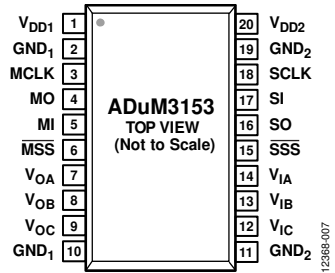 VDD1 1 20 VDD2
GND1 2 19 GND2
MCLK 3 18 SCLK
MO 4 17 SI
ADuM3153
MI 5 TOP VIEW 16 SO
(Not to Scale)
MSS 6 15 SSS
VOA 7 14 VIA
VOB 8 13 VIB
VOC 9 12 VIC
GND1 10 11 GND2
12368-007